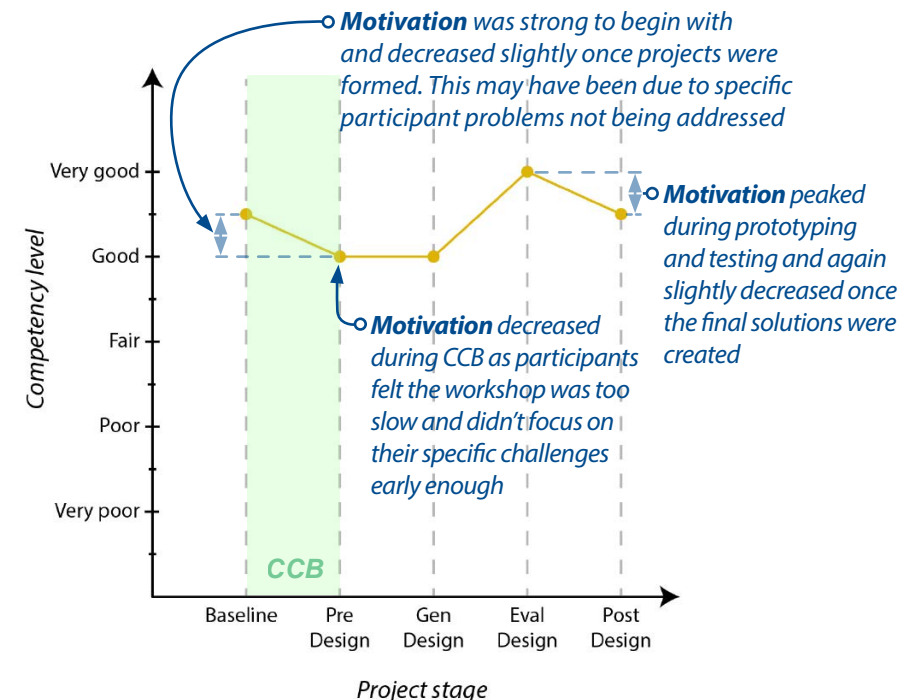 Motivation was strong to begin with
and decreased slightly once projects were
formed. This may have been due to specific
participant problems not being addressed
Very good
Good
Fair
Poor
Very poor
Competency level
Motivation peaked
during prototyping
and testing and again
slightly decreased once
the final solutions were
created
Motivation decreased
during CCB as participants
felt the workshop was too
slow and didn't focus on
their specific challenges
early enough
CCB
Baseline
Pre
Design
Gen
Design
Eval
Design
Post
Design
Project stage